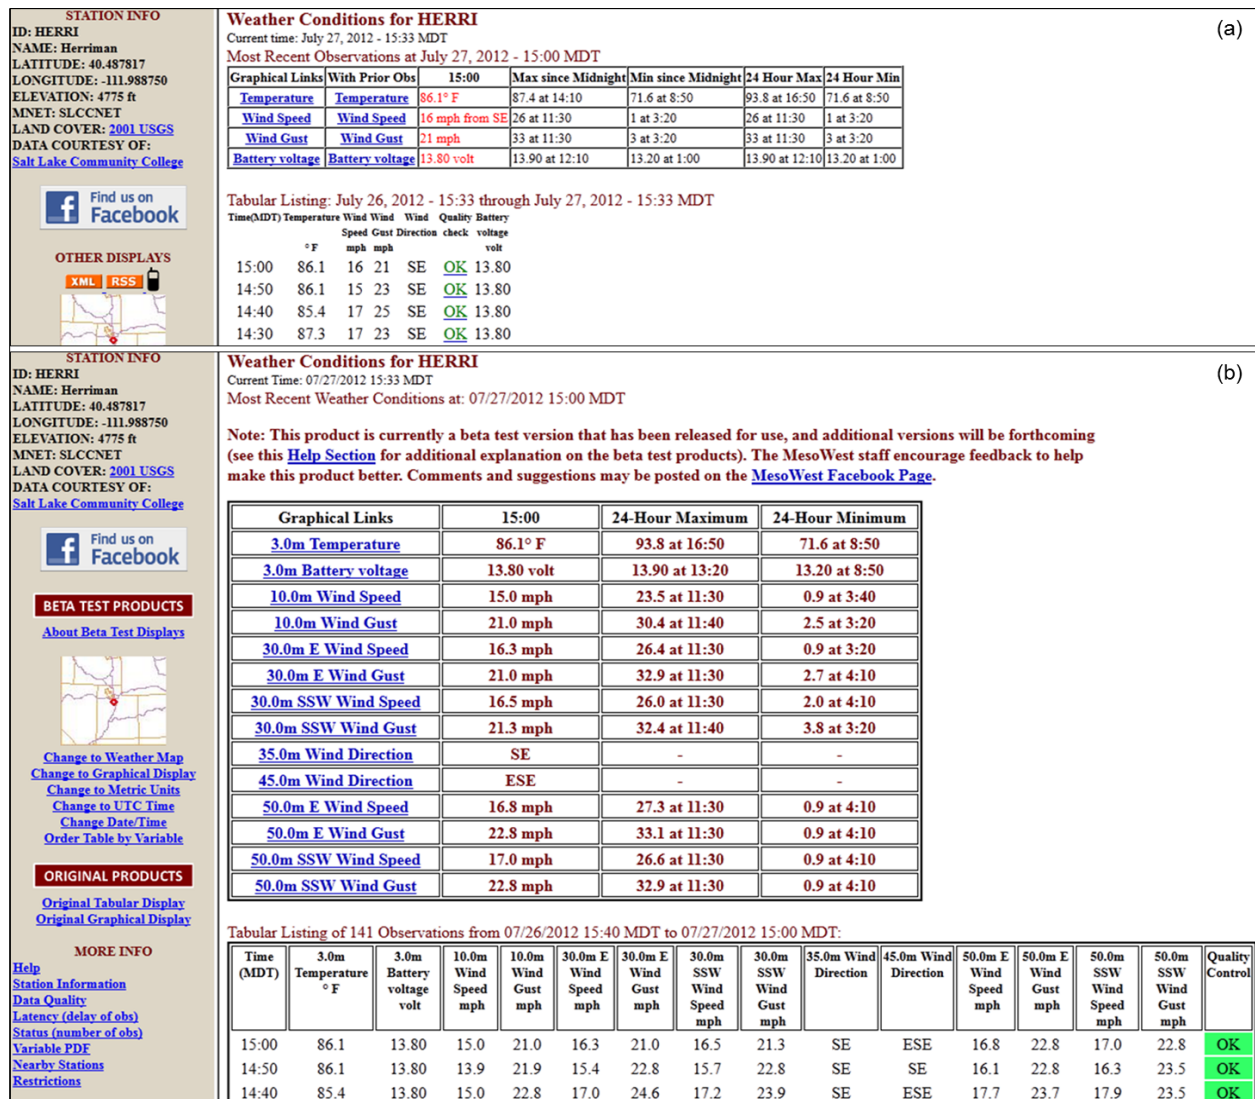 (a)
STATION INFO
ID: HERRI
NAME: Herriman
LATITUDE: 40.487817
LONGITUDE: -111.988750
ELEVATION: 4775 ft
MNET: SLCCNET
LAND COVER: 2001 USGS
DATA COURTESY OF:
Salt Lake Community College
Find us on
Facebook
OTHER DISPLAYS
XML RSS
Weather Conditions for HERRI
Current time: July 27, 2012 - 15:33 MDT
Most Recent Observations at July 27, 2012 - 15:00 MDT
Graphical Links With Prior Obs 15:00 Max since Midnight Min since Midnight 24 Hour Max 24 Hour Min
Temperature Temperature 86.1° F 87.4 at 14:10 71.6 at 8:50 93.8 at 16:50 71.6 at 8:50
Wind Speed Wind Speed 16 mph from SE 26 at 11:30 1 at 3:20 26 at 11:30 1 at 3:20
Wind Gust Wind Gust 21 mph 33 at 11:30 3 at 3:20 33 at 11:30 3 at 3:20
Battery voltage Battery voltage 13.80 volt 13.90 at 12:10 13.20 at 1:00 13.90 at 12:10 13.20 at 1:00
Tabular Listing: July 26, 2012 - 15:33 through July 27, 2012 - 15:33 MDT
Time(MDT) Temperature Wind Wind Wind Quality Battery
Speed Gust Direction check voltage
° F mph mph volt
15:00 86.1 16 21 SE OK 13.80
14:50 86.1 15 23 SE OK 13.80
14:40 85.4 17 25 SE OK 13.80
14:30 87.3 17 23 SE OK 13.80
(b)
STATION INFO
ID: HERRI
NAME: Herriman
LATITUDE: 40.487817
LONGITUDE: -111.988750
ELEVATION: 4775 ft
MNET: SLCCNET
LAND COVER: 2001 USGS
DATA COURTESY OF:
Salt Lake Community College
Find us on
Facebook
BETA TEST PRODUCTS
About Beta Test Displays
Change to Weather Map
Change to Graphical Display
Change to Metric Units
Change to UTC Time
Change Date/Time
Order Table by Variable
ORIGINAL PRODUCTS
Original Tabular Display
Original Graphical Display
MORE INFO
Help
Station Information
Data Quality
Latency (delay of obs)
Status (number of obs)
Variable PDF
Nearby Stations
Restrictions
Weather Conditions for HERRI
Current Time: 07/27/2012 15:33 MDT
Most Recent Weather Conditions at: 07/27/2012 15:00 MDT
Note: This product is currently a beta test version that has been released for use, and additional versions will be forthcoming
(see this Help Section for additional explanation on the beta test products). The MesoWest staff encourage feedback to help
make this product better. Comments and suggestions may be posted on the MesoWest Facebook Page.
Graphical Links 15:00 24-Hour Maximum 24-Hour Minimum
3.0m Temperature 86.1° F 93.8 at 16:50 71.6 at 8:50
3.0m Battery voltage 13.80 volt 13.90 at 13:20 13.20 at 8:50
10.0m Wind Speed 15.0 mph 23.5 at 11:30 0.9 at 3:40
10.0m Wind Gust 21.0 mph 30.4 at 11:40 2.5 at 3:20
30.0m E Wind Speed 16.3 mph 26.4 at 11:30 0.9 at 3:20
30.0m E Wind Gust 21.0 mph 32.9 at 11:30 2.7 at 4:10
30.0m SSW Wind Speed 16.5 mph 26.0 at 11:30 2.0 at 4:10
30.0m SSW Wind Gust 21.3 mph 32.4 at 11:40 3.8 at 3:20
35.0m Wind Direction SE - -
45.0m Wind Direction ESE - -
50.0m E Wind Speed 16.8 mph 27.3 at 11:30 0.9 at 4:10
50.0m E Wind Gust 22.8 mph 33.1 at 11:30 0.9 at 4:10
50.0m SSW Wind Speed 17.0 mph 26.6 at 11:30 0.9 at 4:10
50.0m SSW Wind Gust 22.8 mph 32.9 at 11:30 0.9 at 4:10
Tabular Listing of 141 Observations from 07/26/2012 15:40 MDT to 07/27/2012 15:00 MDT:
Time 3.0m 3.0m 10.0m 10.0m 30.0m E 30.0m E 30.0m 30.0m 35.0m Wind 45.0m Wind 50.0m E 50.0m E 50.0m 50.0m Quality
(MDT) Temperature Battery Wind Wind Wind Wind SSW SSW Direction Direction Wind Wind SSW SSW Control
° F voltage Speed Gust Speed Gust Wind Wind Speed Gust Wind Wind
volt mph mph mph mph Speed Gust mph mph Speed Gust
mph mph mph mph
15:00 86.1 13.80 15.0 21.0 16.3 21.0 16.5 21.3 SE ESE 16.8 22.8 17.0 22.8 OK
14:50 86.1 13.80 13.9 21.9 15.4 22.8 15.7 22.8 SE SE 16.1 22.8 16.3 23.5 OK
14:40 85.4 13.80 15.0 22.8 17.0 24.6 17.2 23.9 SE ESE 17.7 23.7 17.9 23.5 OK